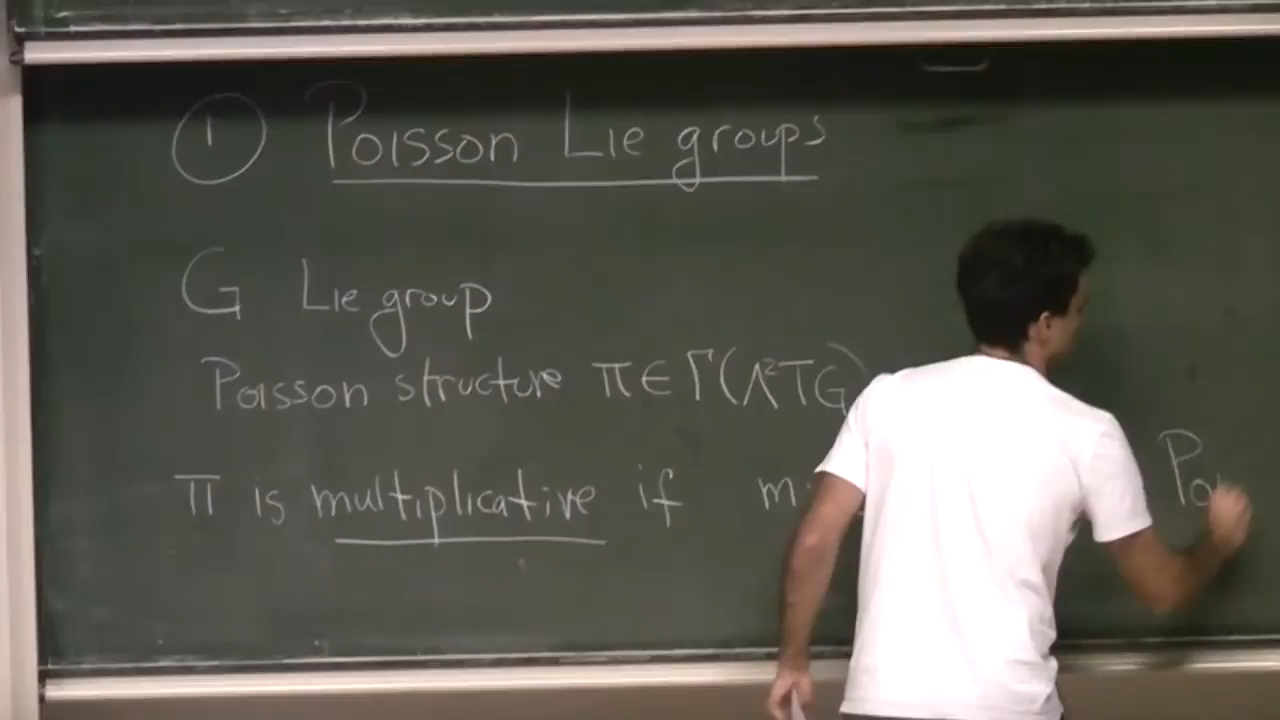 ① Poisson Lie groups
G Lie group
Poisson structure π ∈ Γ(Λ²TG)
π is multiplicative if m: